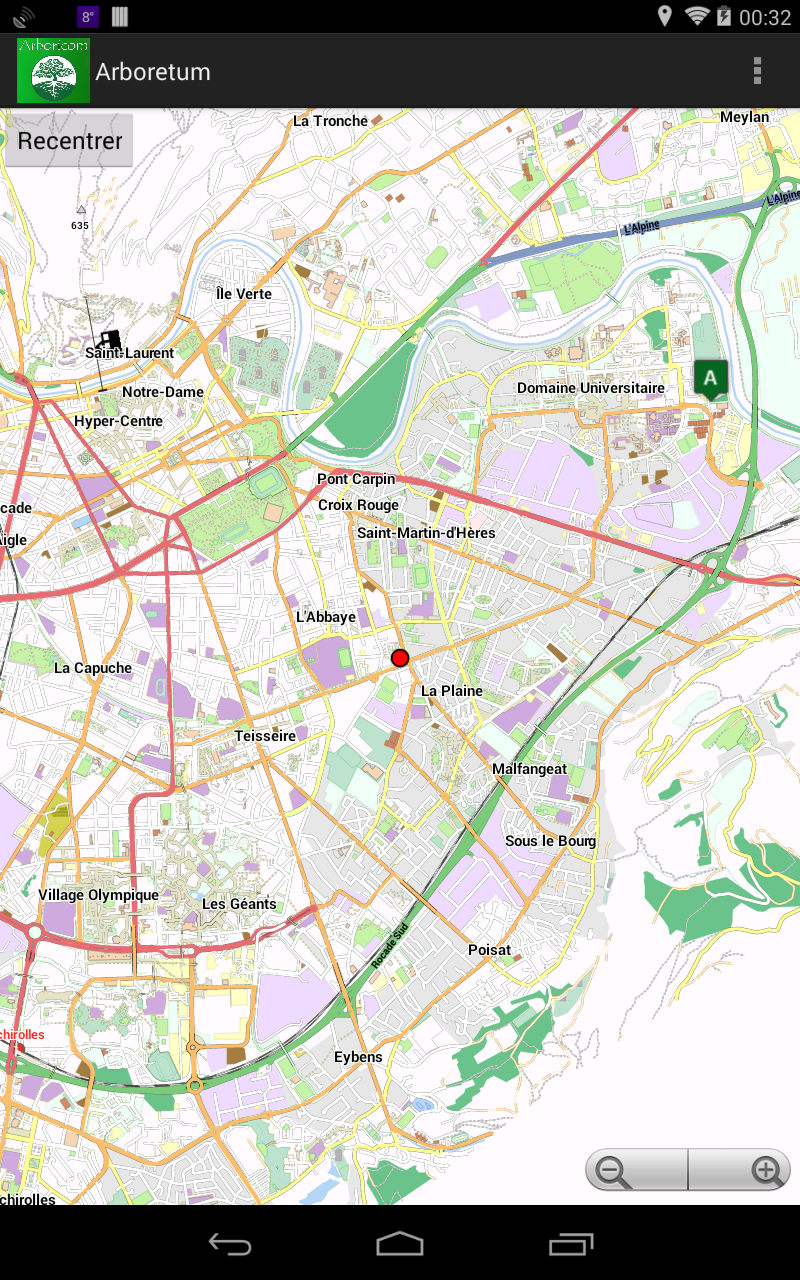 8°
00:32
Arbor.com
Arboretum
Recentrer
La Tronche
Meylan
635
L'Alpine
L'Alpine
Île Verte
Saint-Laurent
Domaine Universitaire
A
Notre-Dame
Hyper-Centre
Pont Carpin
cade
Croix Rouge
Saint-Martin-d'Hères
Aigle
L'Abbaye
La Capuche
La Plaine
Teisseire
Malfangeat
Sous le Bourg
Village Olympique
Les Géants
Rocade Sud
Poisat
chirolles
Eybens
chirolles